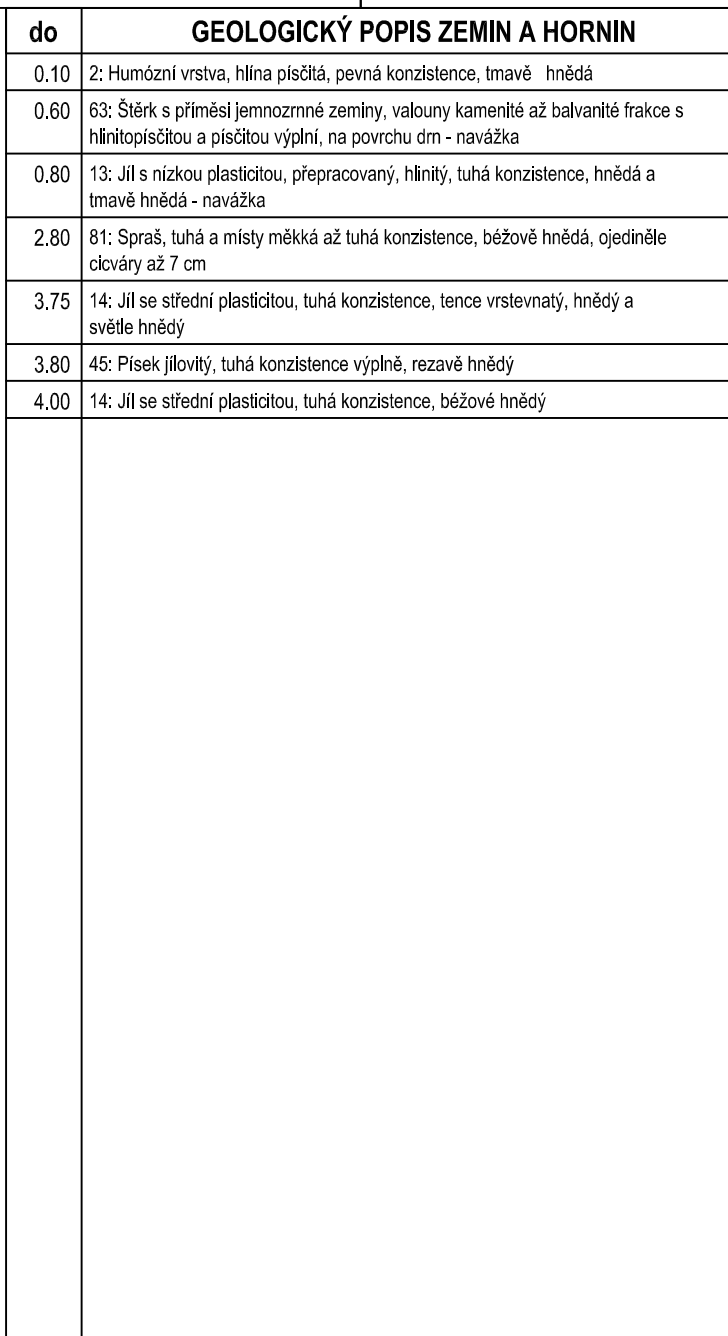 do GEOLOGICKÝ POPIS ZEMIN A HORNIN
0.10 2: Humózní vrstva, hlína písčitá, pevná konzistence, tmavě hnědá
0.60 63: Štěrk s příměsi jemnozrnné zeminy, valouny kamenité až balvanité frakce s
hlinitopísčitou a písčitou výplní, na povrchu drn - navážka
0.80 13: Jíl s nízkou plasticitou, přepracovaný, hlinitý, tuhá konzistence, hnědá a
tmavě hnědá - navážka
2.80 81: Spraš, tuhá a místy měkká až tuhá konzistence, béžově hnědá, ojediněle
cicváry až 7 cm
3.75 14: Jíl se střední plasticitou, tuhá konzistence, tence vrstevnatý, hnědý a
světle hnědý
3.80 45: Písek jílovitý, tuhá konzistence výplně, rezavě hnědý
4.00 14: Jíl se střední plasticitou, tuhá konzistence, béžové hnědý